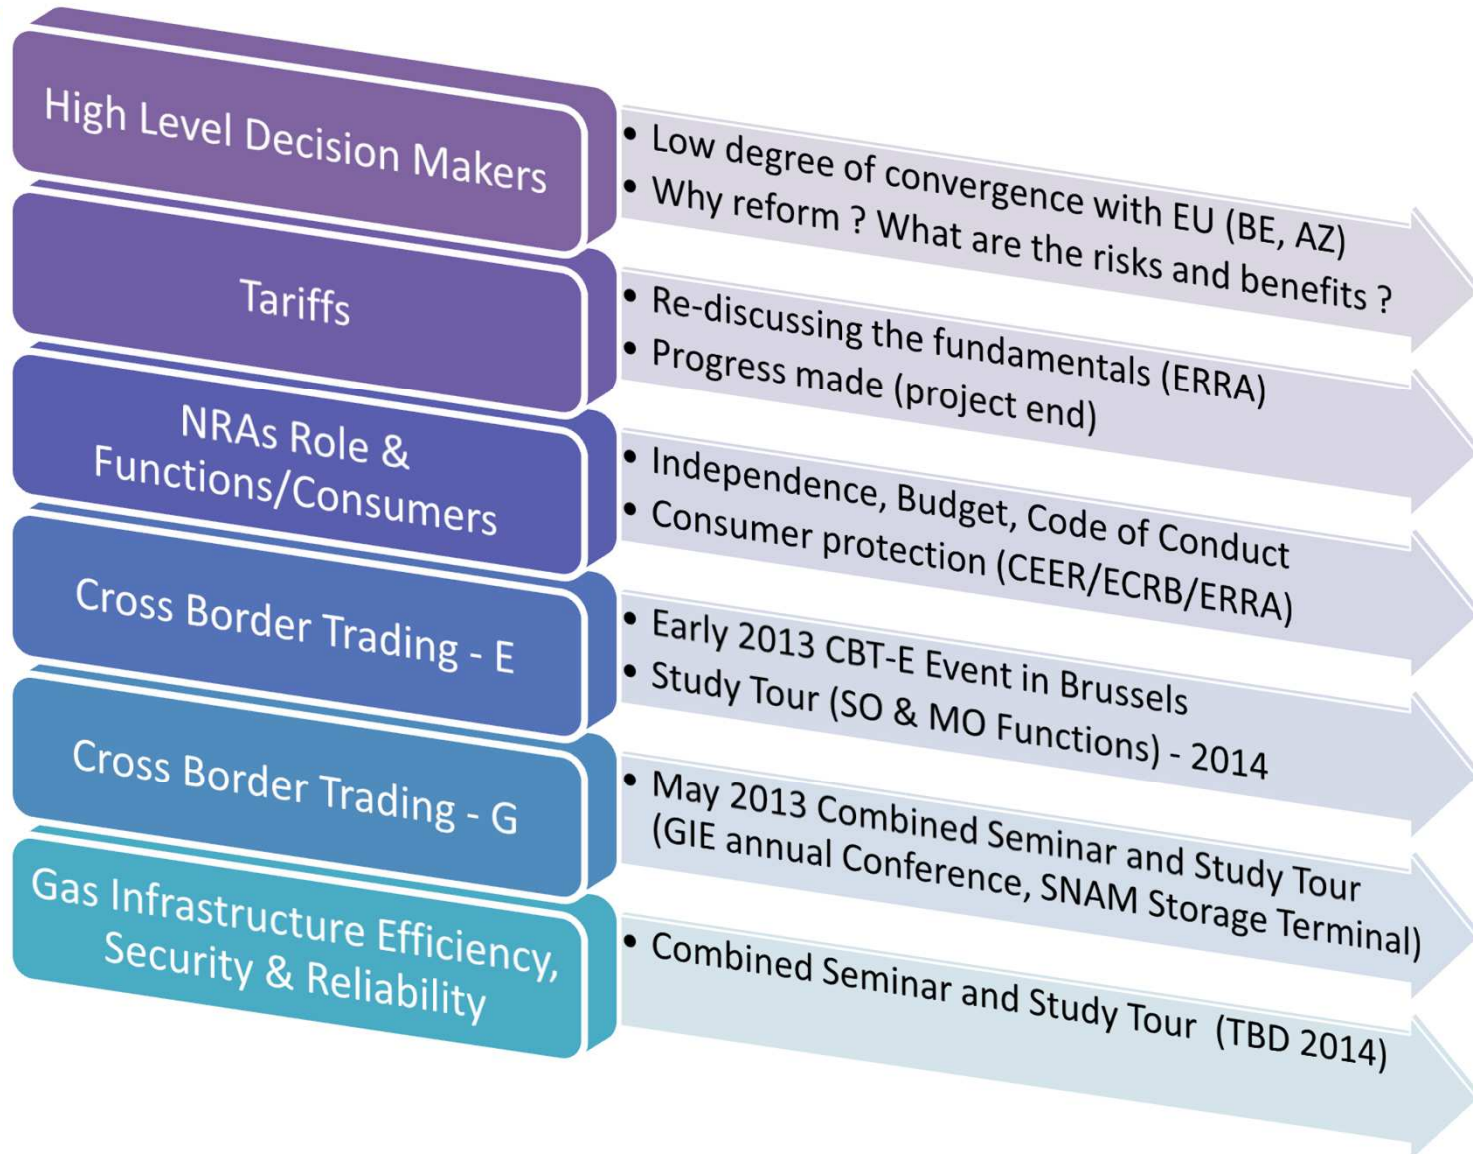 High Level Decision Makers
• Low degree of convergence with EU (BE, AZ)
• Why reform ? What are the risks and benefits ?
Tariffs
• Re-discussing the fundamentals (ERRA)
• Progress made (project end)
NRAs Role &
Functions/Consumers
• Independence, Budget, Code of Conduct
• Consumer protection (CEER/ECRB/ERRA)
Cross Border Trading - E
• Early 2013 CBT-E Event in Brussels
• Study Tour (SO & MO Functions) - 2014
Cross Border Trading - G
• May 2013 Combined Seminar and Study Tour
(GIE annual Conference, SNAM Storage Terminal)
Gas Infrastructure Efficiency,
Security & Reliability
• Combined Seminar and Study Tour (TBD 2014)